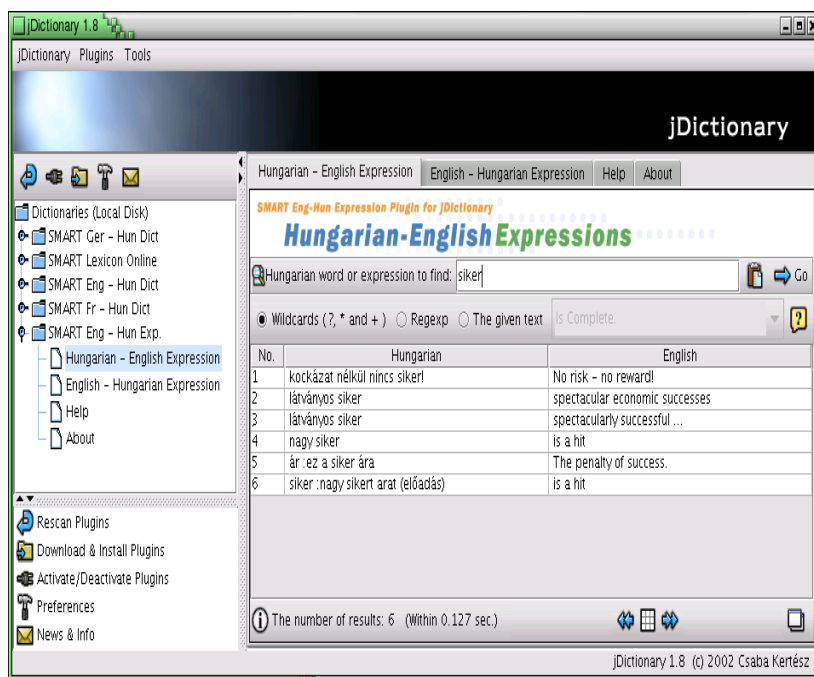 jDictionary 1.8
jDictionary Plugins Tools
jDictionary
Dictionaries (Local Disk)
SMART Ger - Hun Dict
SMART Lexicon Online
SMART Eng - Hun Dict
SMART Fr - Hun Dict
SMART Eng - Hun Exp.
Hungarian - English Expression
English - Hungarian Expression
Help
About
Rescan Plugins
Download & Install Plugins
Activate/Deactivate Plugins
Preferences
News & Info
Hungarian - English Expression English - Hungarian Expression Help About
SMART Eng-Hun Expression Plugin for jDictionary
Hungarian-English Expressions
Hungarian word or expression to find: siker Go
Wildcards (?, * and +) Regexp The given text Is Complete.
No. Hungarian English
1 kockázat nélkül nincs siker! No risk - no reward!
2 látványos siker spectacular economic successes
3 látványos siker spectacularly successful ...
4 nagy siker is a hit
5 ár :ez a siker ára The penalty of success.
6 siker :nagy sikert arat (előadás) is a hit
The number of results: 6 (Within 0.127 sec.)
jDictionary 1.8 (c) 2002 Csaba Kertész